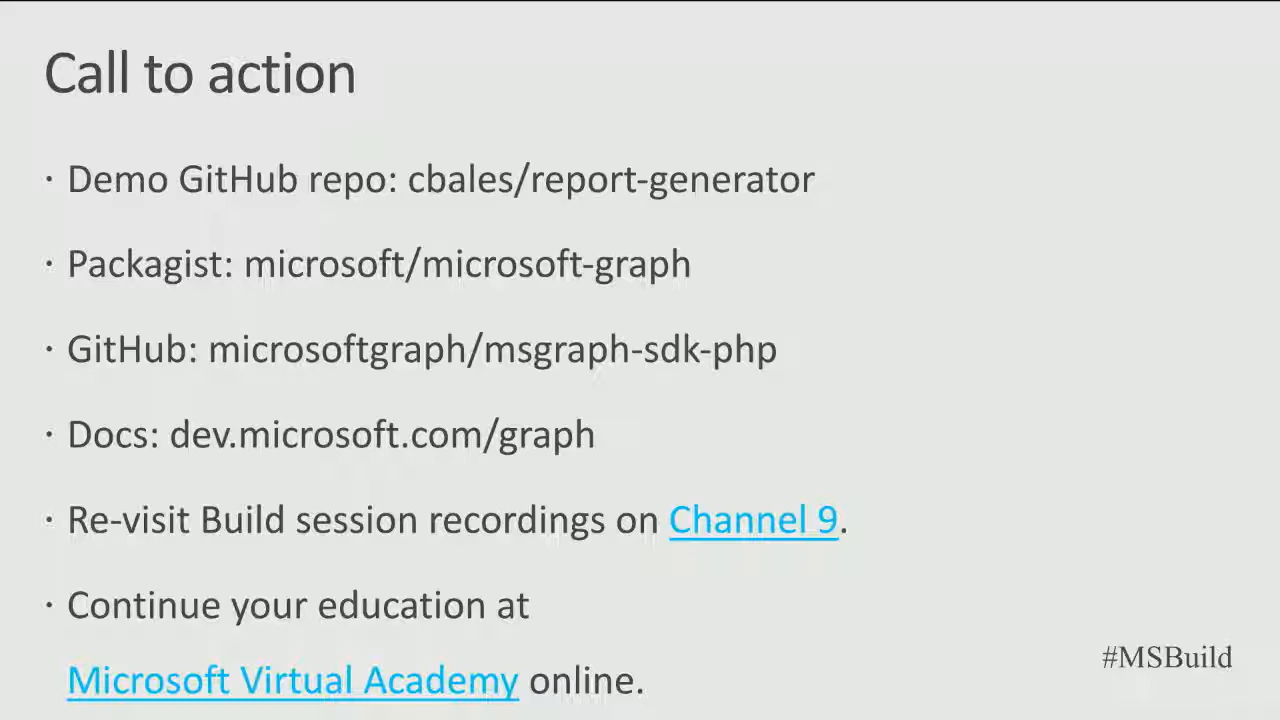 Call to action
· Demo GitHub repo: cbales/report-generator
· Packagist: microsoft/microsoft-graph
· GitHub: microsoftgraph/msgraph-sdk-php
· Docs: dev.microsoft.com/graph
· Re-visit Build session recordings on Channel 9.
· Continue your education at
Microsoft Virtual Academy online.
#MSBuild